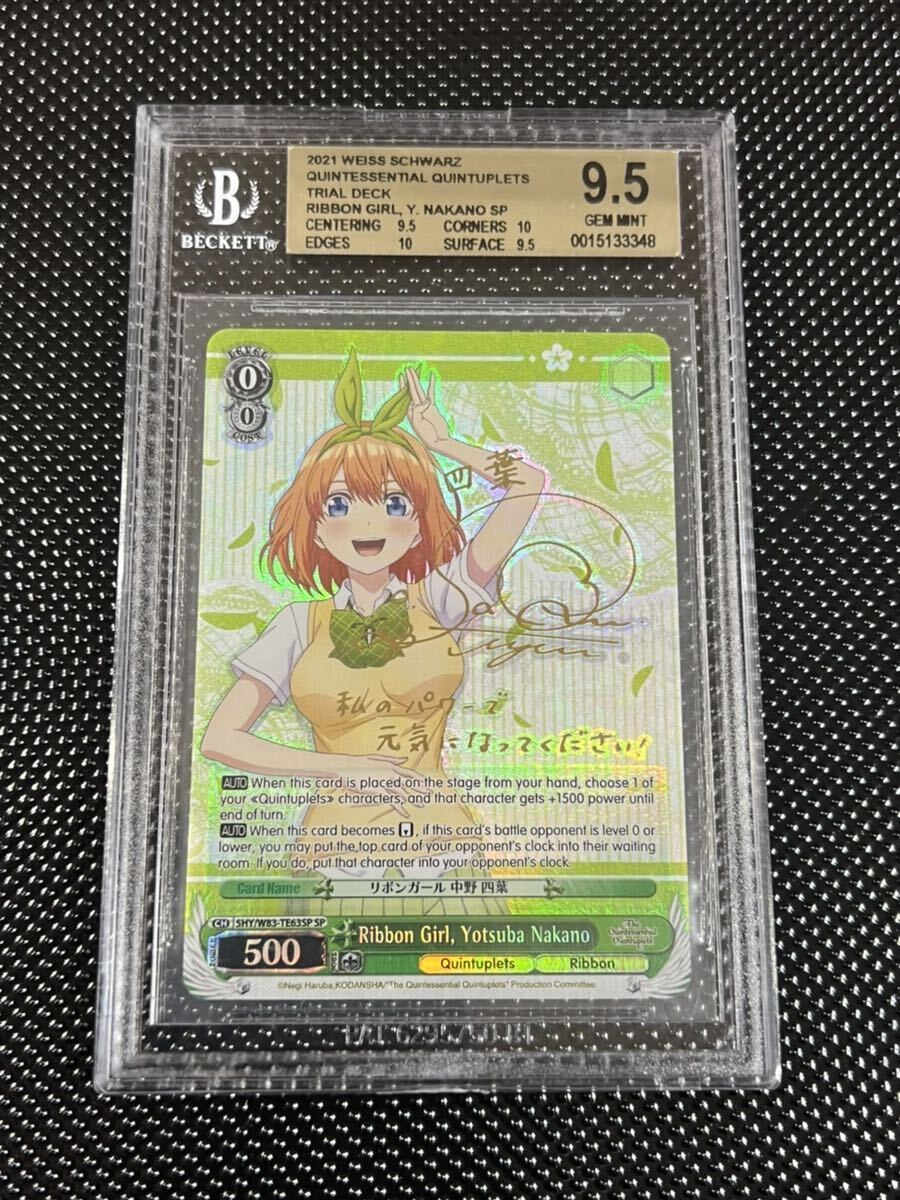 2021 WEISS SCHWARZ
QUINTESSENTIAL QUINTUPLETS
TRIAL DECK
RIBBON GIRL, Y. NAKANO SP
CENTERING 9.5 CORNERS 10
EDGES 10 SURFACE 9.5
9.5
GEM MINT
0015133348
B
BECKETT®
LEVEL
0
0
COST
四葉
私のパワーで
元気になってください!
AUTO When this card is placed on the stage from your hand, choose 1 of
your «Quintuplets» characters, and that character gets +1500 power until
end of turn.
AUTO When this card becomes , if this card's battle opponent is level 0 or
lower, you may put the top card of your opponent's clock into their waiting
room. If you do, put that character into your opponent's clock.
Card Name リボンガール 中野 四葉
CH 5HY/W83-TE63SP SP
POWER 500 SOUL
Ribbon Girl, Yotsuba Nakano
The Quintessential Quintuplets
Quintuplets Ribbon
©Negi Haruba,KODANSHA/"The Quintessential Quintuplets" Production Committee.